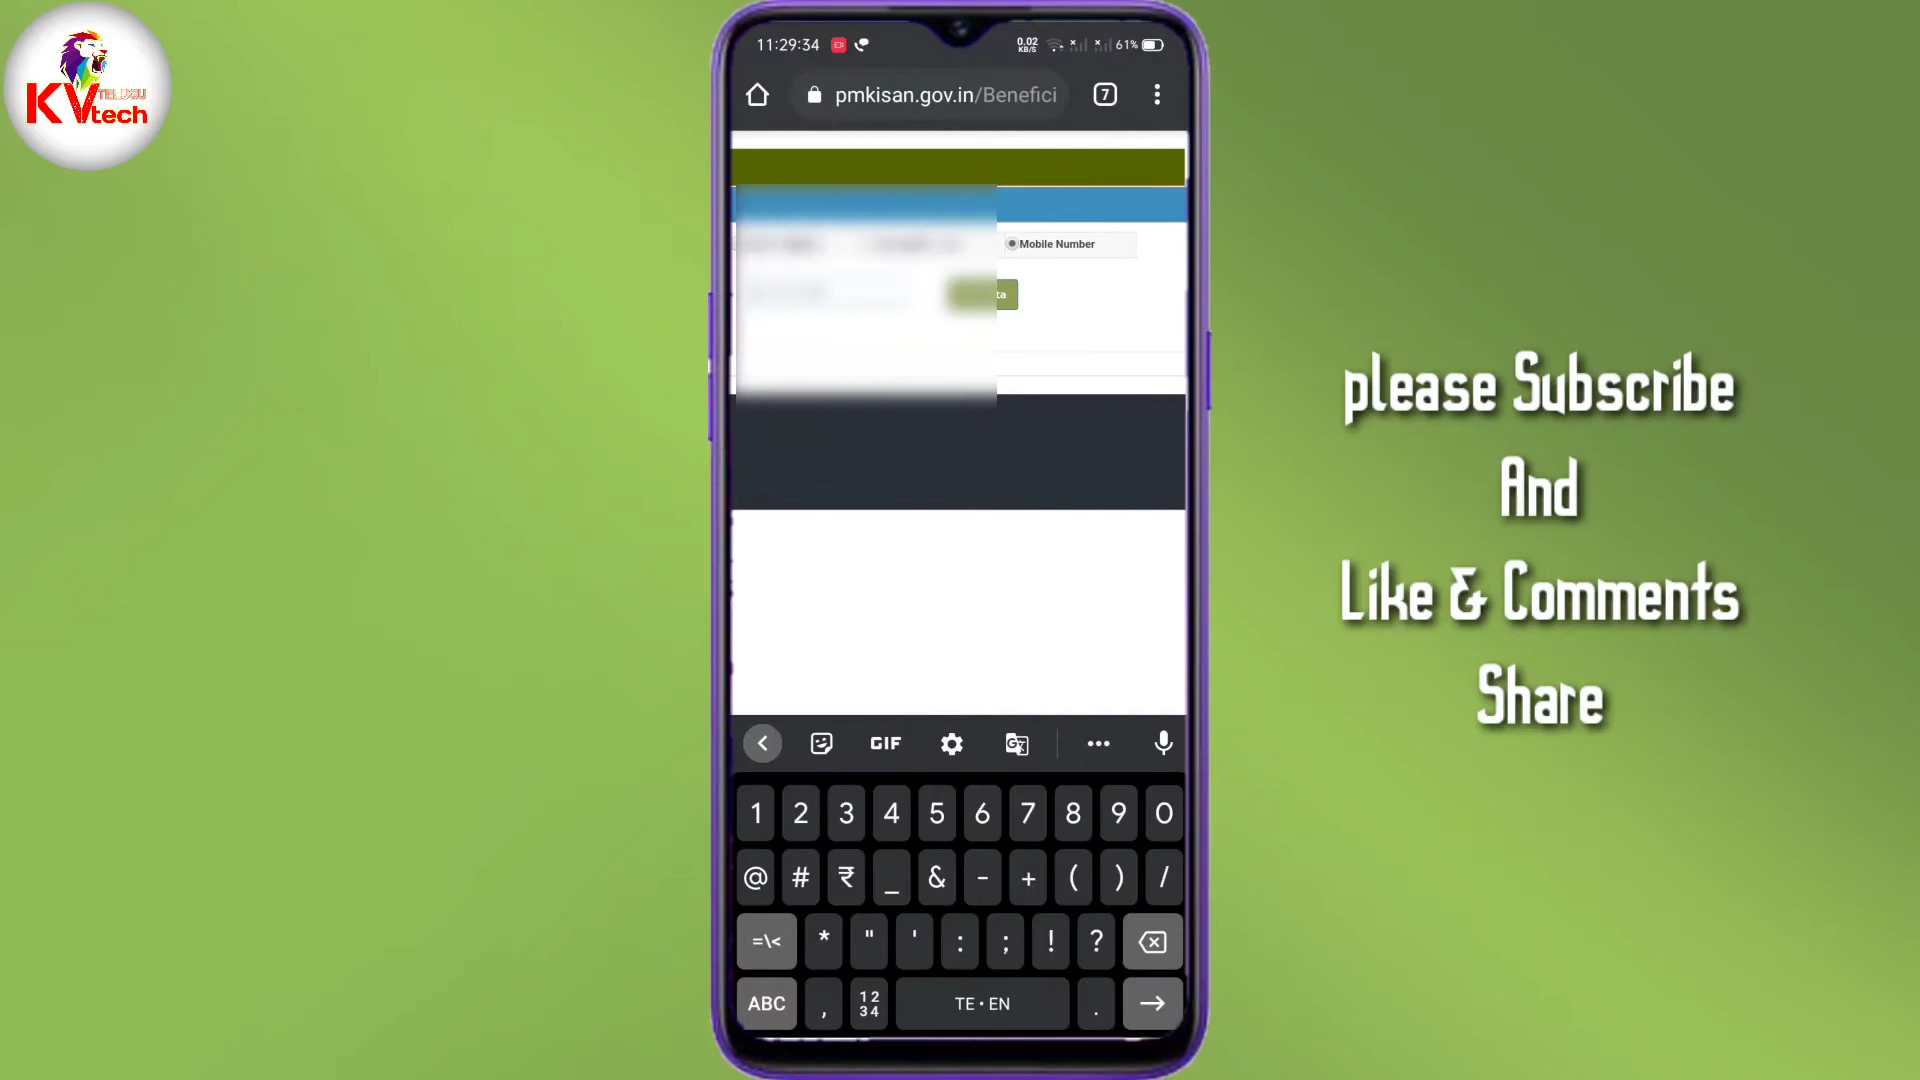 TELUGU
KVtech
11:29:34
0.02
KB/S
61%
pmkisan.gov.in/Benefici
7
Mobile Number
ta
please Subscribe
And
Like & Comments
Share
GIF
1 2 3 4 5 6 7 8 9 0
@ # ₹ _ & - + ( ) /
=\< * " ' : ; ! ?
ABC , 12 34 TE • EN .